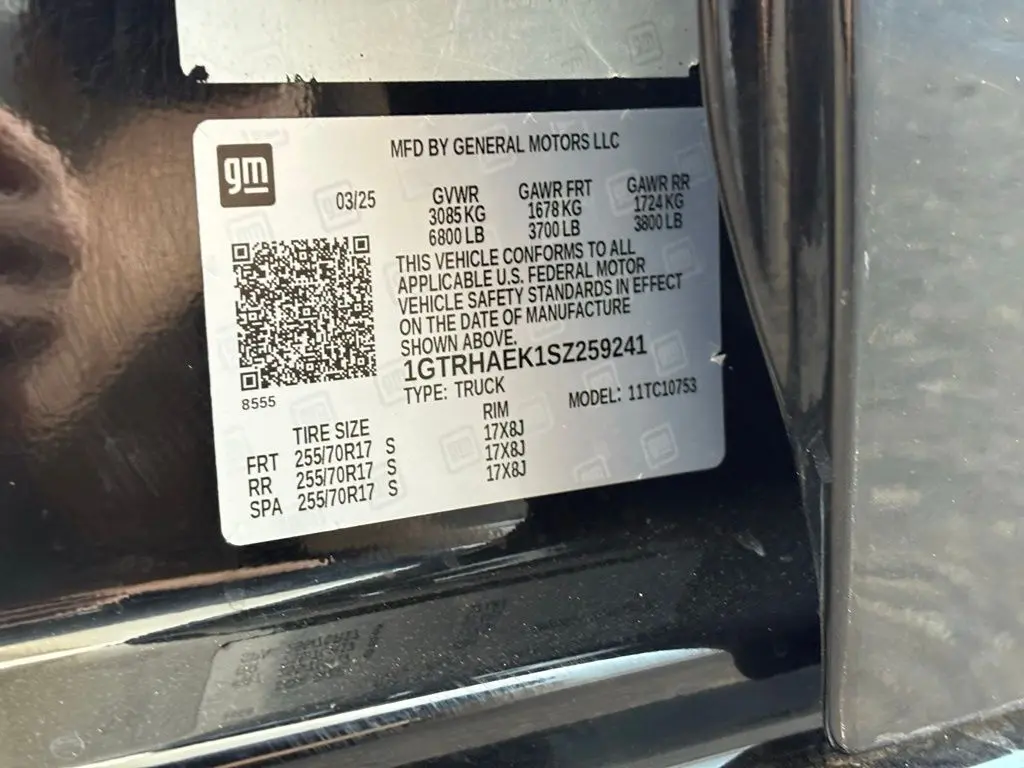 gm
MFD BY GENERAL MOTORS LLC
03/25
GVWR GAWR FRT GAWR RR
3085 KG 1678 KG 1724 KG
6800 LB 3700 LB 3800 LB
THIS VEHICLE CONFORMS TO ALL
APPLICABLE U.S. FEDERAL MOTOR
VEHICLE SAFETY STANDARDS IN EFFECT
ON THE DATE OF MANUFACTURE
SHOWN ABOVE.
1GTRHAEK1SZ259241
TYPE: TRUCK MODEL: 11TC10753
8555
TIRE SIZE RIM
FRT 255/70R17 S 17X8J
RR 255/70R17 S 17X8J
SPA 255/70R17 S 17X8J